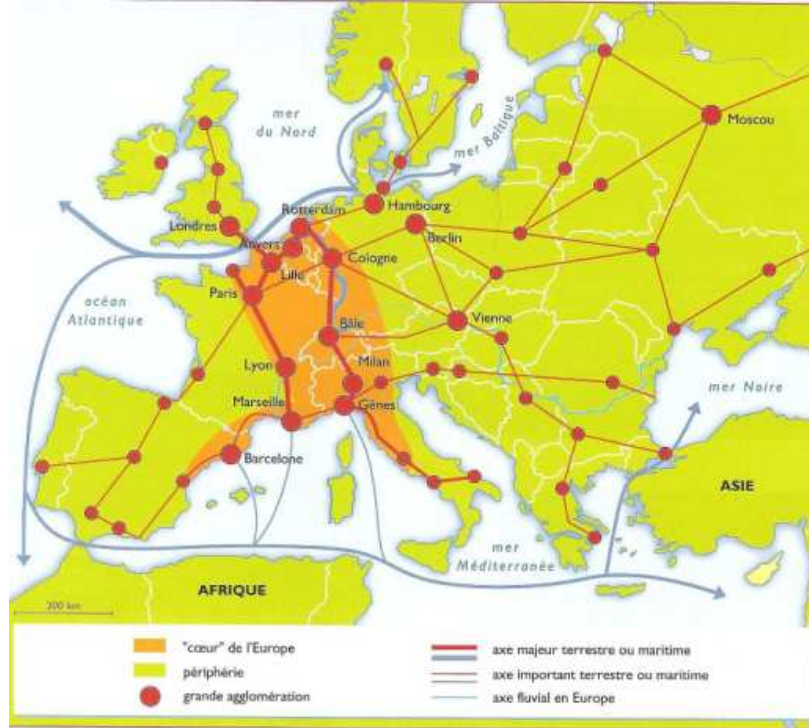 mer
du Nord
mer Baltique
Moscou
Hambourg
Rotterdam
Londres
Anvers
Berlin
Lille
Cologne
Paris
océan
Atlantique
Bâle
Vienne
Lyon
Milan
Marseille
Gênes
mer Noire
Barcelone
ASIE
mer
Méditerranée
AFRIQUE
200 km
"cœur" de l'Europe
périphérie
grande agglomération
axe majeur terrestre ou maritime
axe important terrestre ou maritime
axe fluvial en Europe